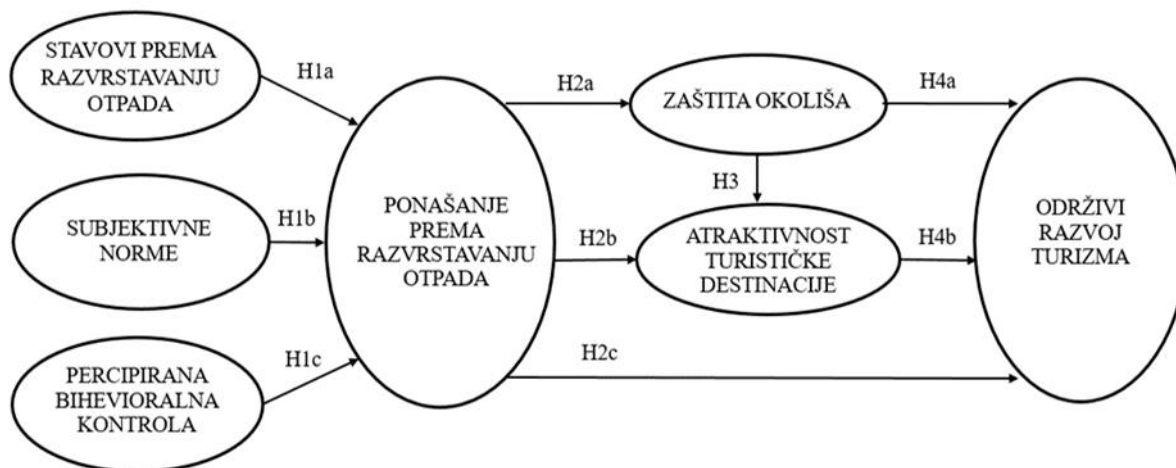 STAVOVI PREMA
RAZVRSTAVANJU
OTPADA
H1a
SUBJEKTIVNE
NORME
H1b
PERCIPIRANA
BIHEVIORALNA
KONTROLA
H1c
PONAŠANJE
PREMA
RAZVRSTAVANJU
OTPADA
H2a
ZAŠTITA OKOLIŠA
H4a
H3
H2b
ATRAKTIVNOST
TURISTIČKE
DESTINACIJE
H4b
H2c
ODRŽIVI
RAZVOJ
TURIZMA